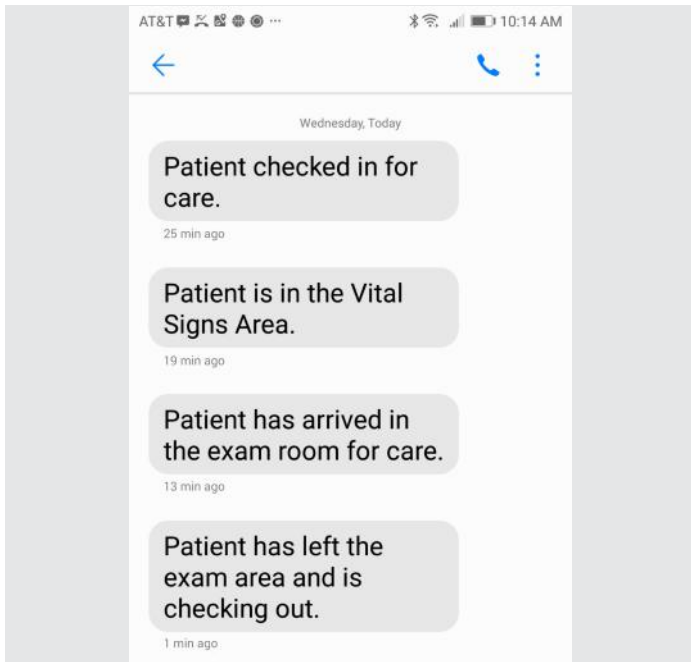 AT&T 10:14 AM
Wednesday, Today
Patient checked in for
care.
25 min ago
Patient is in the Vital
Signs Area.
19 min ago
Patient has arrived in
the exam room for care.
13 min ago
Patient has left the
exam area and is
checking out.
1 min ago